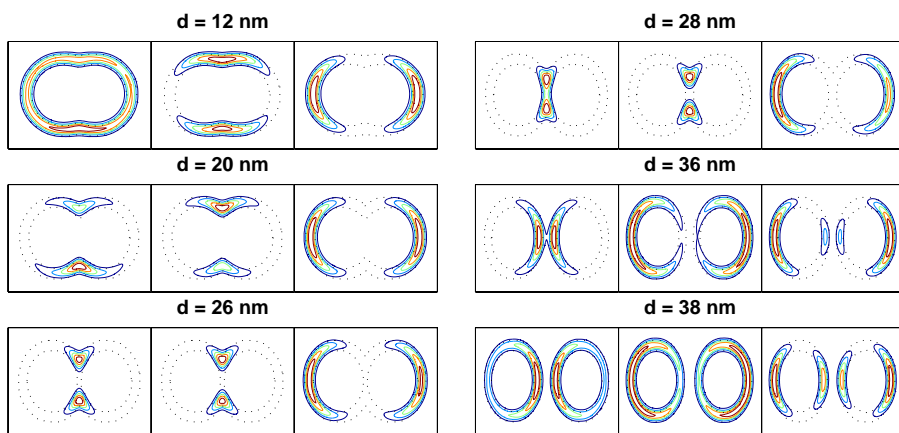 d = 12 nm
d = 28 nm
d = 20 nm
d = 36 nm
d = 26 nm
d = 38 nm